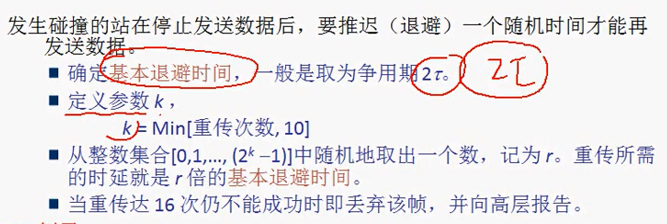 发生碰撞的站在停止发送数据后，要推迟（退避）一个随机时间才能再
发送数据。
■ 确定基本退避时间，一般是取为争用期 2τ。 2τ
■ 定义参数 k，
k = Min[重传次数, 10]
■ 从整数集合[0,1,…, (2ᵏ −1)]中随机地取出一个数，记为 r。重传所需
的时延就是 r 倍的基本退避时间。
■ 当重传达 16 次仍不能成功时即丢弃该帧，并向高层报告。